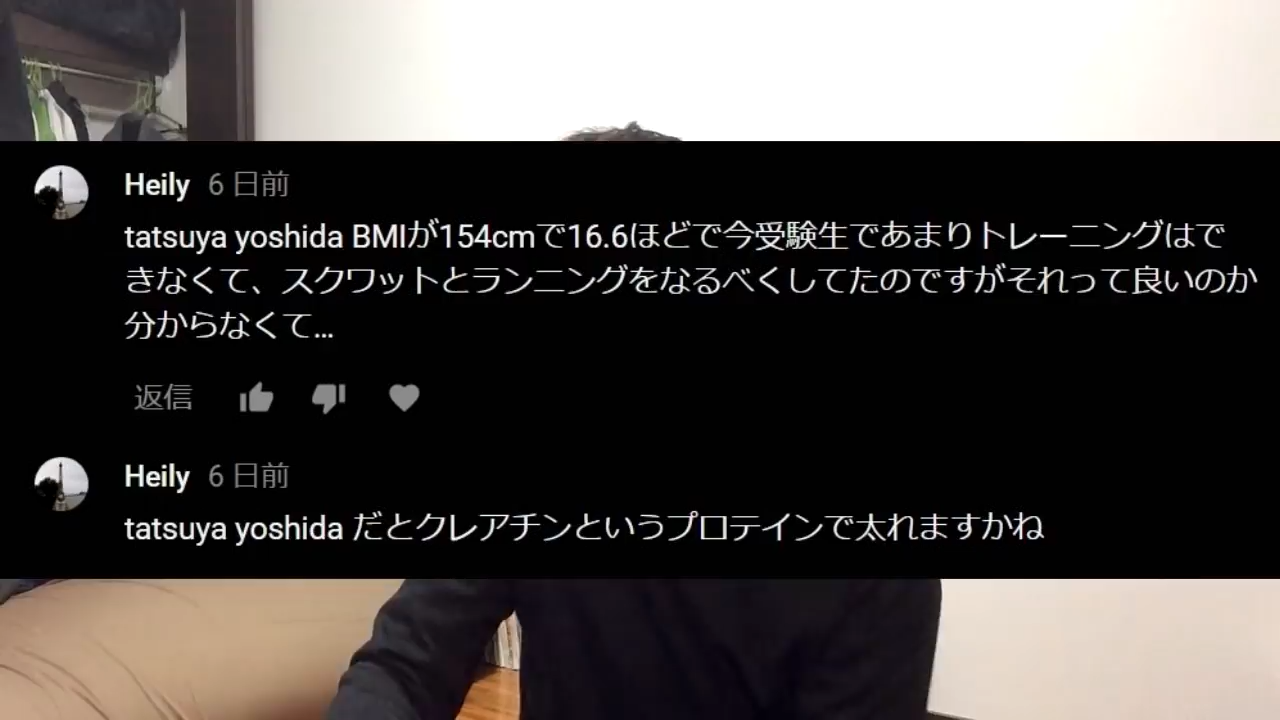 Heily 6 日前
tatsuya yoshida BMIが154cmで16.6ほどで今受験生であまりトレーニングはで
きなくて、スクワットとランニングをなるべくしてたのですがそれって良いのか
分からなくて...
返信
Heily 6 日前
tatsuya yoshida だとクレアチンというプロテインで太れますかね